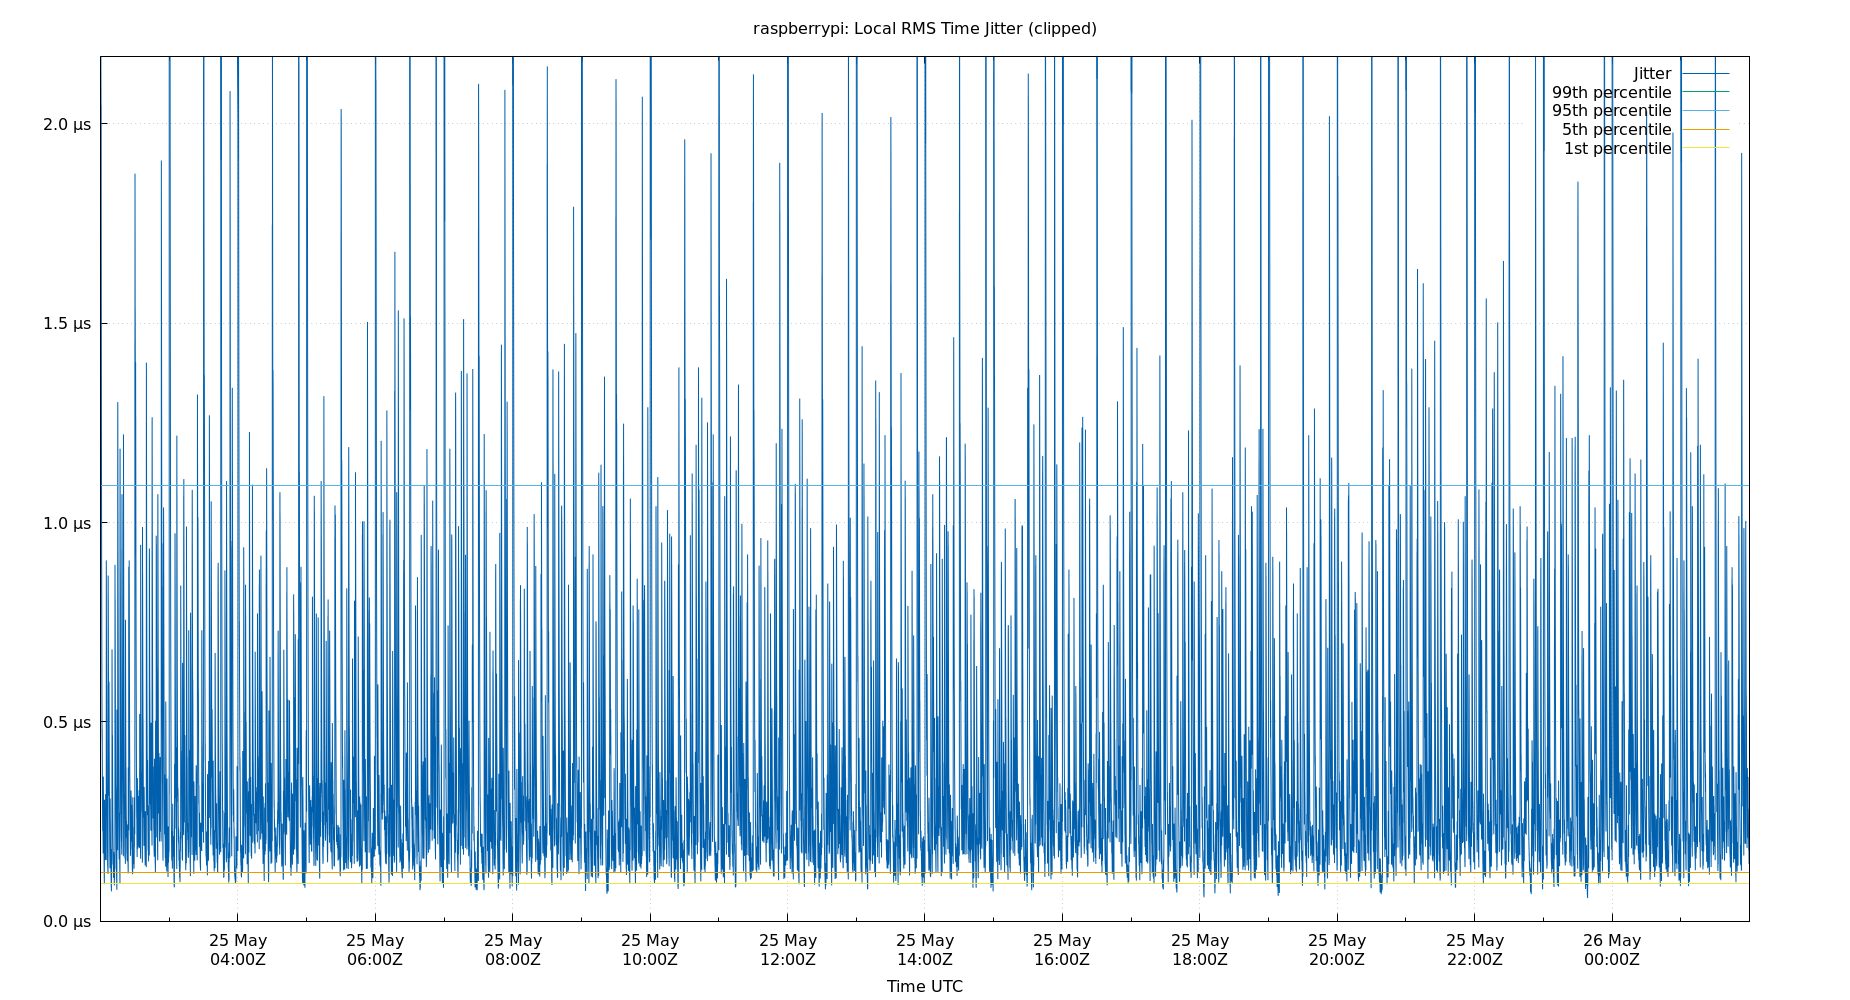 raspberrypi: Local RMS Time Jitter (clipped)
Jitter
99th percentile
95th percentile
5th percentile
1st percentile
2.0 µs
1.5 µs
1.0 µs
0.5 µs
0.0 µs
25 May 25 May 25 May 25 May 25 May 25 May 25 May 25 May 25 May 25 May 26 May
04:00Z 06:00Z 08:00Z 10:00Z 12:00Z 14:00Z 16:00Z 18:00Z 20:00Z 22:00Z 00:00Z
Time UTC